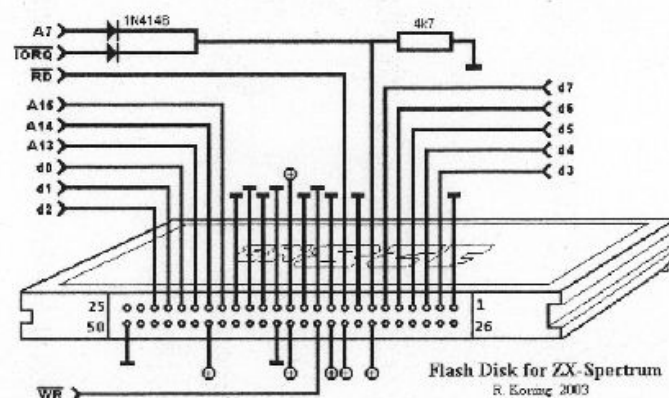 A7
1N4148
4k7
IORQ
RD
A15
A14
A13
d0
d1
d2
d7
d6
d5
d4
d3
25
1
50
26
Flash Disk for ZX-Spectrum
R. Koning 2003
WR